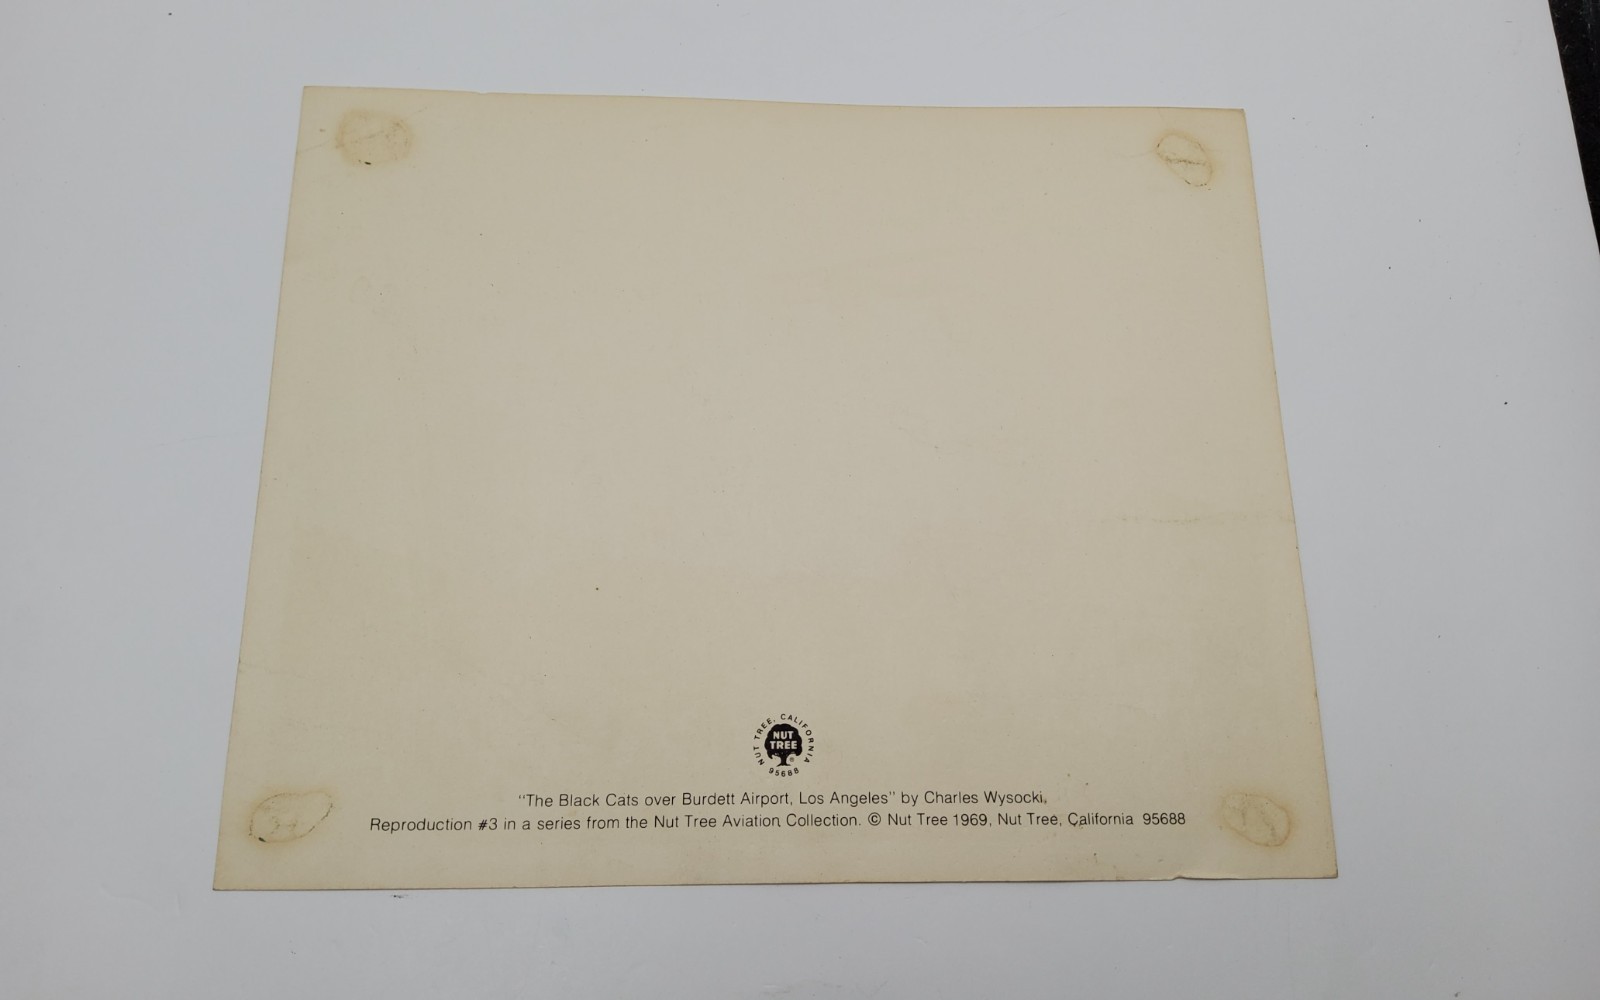 NUT TREE, CALIFORNIA
NUT
TREE
®
95688
"The Black Cats over Burdett Airport, Los Angeles" by Charles Wysocki.
Reproduction #3 in a series from the Nut Tree Aviation Collection. © Nut Tree 1969, Nut Tree, California 95688